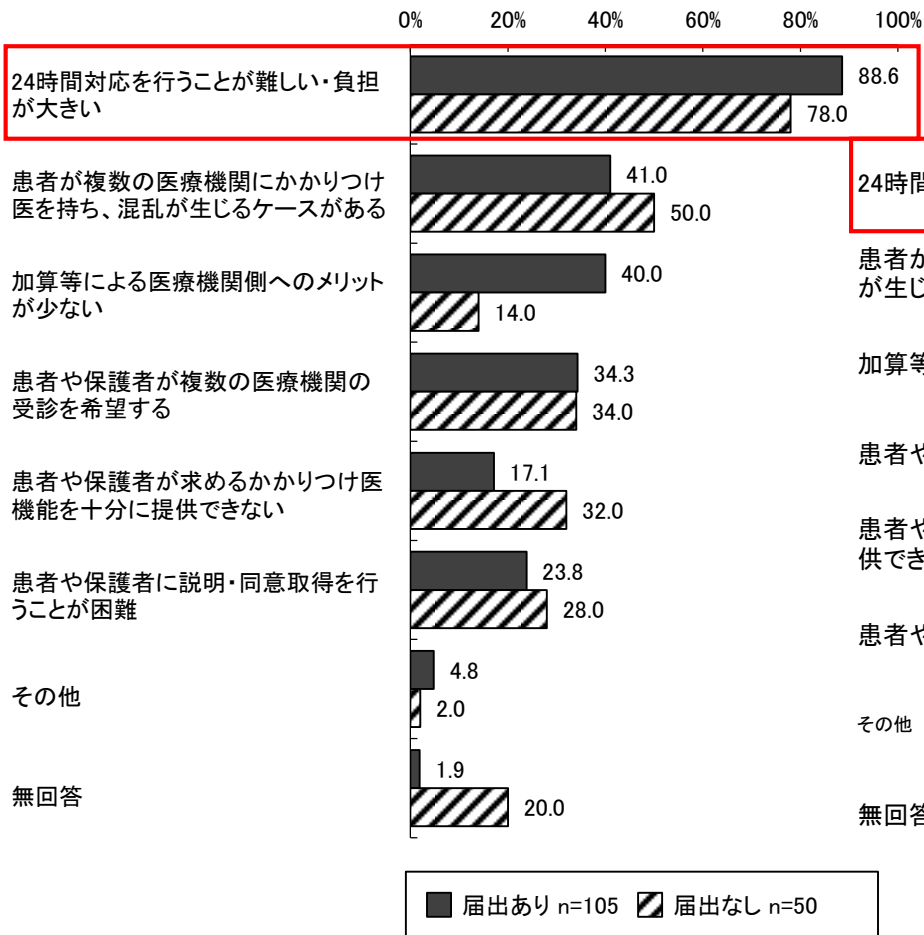 0% 20% 40% 60% 80% 100%
24時間対応を行うことが難しい・負担
が大きい
88.6
78.0
患者が複数の医療機関にかかりつけ
医を持ち、混乱が生じるケースがある
41.0
50.0
加算等による医療機関側へのメリット
が少ない
40.0
14.0
患者や保護者が複数の医療機関の
受診を希望する
34.3
34.0
患者や保護者が求めるかかりつけ医
機能を十分に提供できない
17.1
32.0
患者や保護者に説明・同意取得を行
うことが困難
23.8
28.0
その他
4.8
2.0
無回答
1.9
20.0
届出あり n=105 届出なし n=50
24時
患者
が生じ
加算等
患者や
患者や
供でき
患者や
その他
無回答